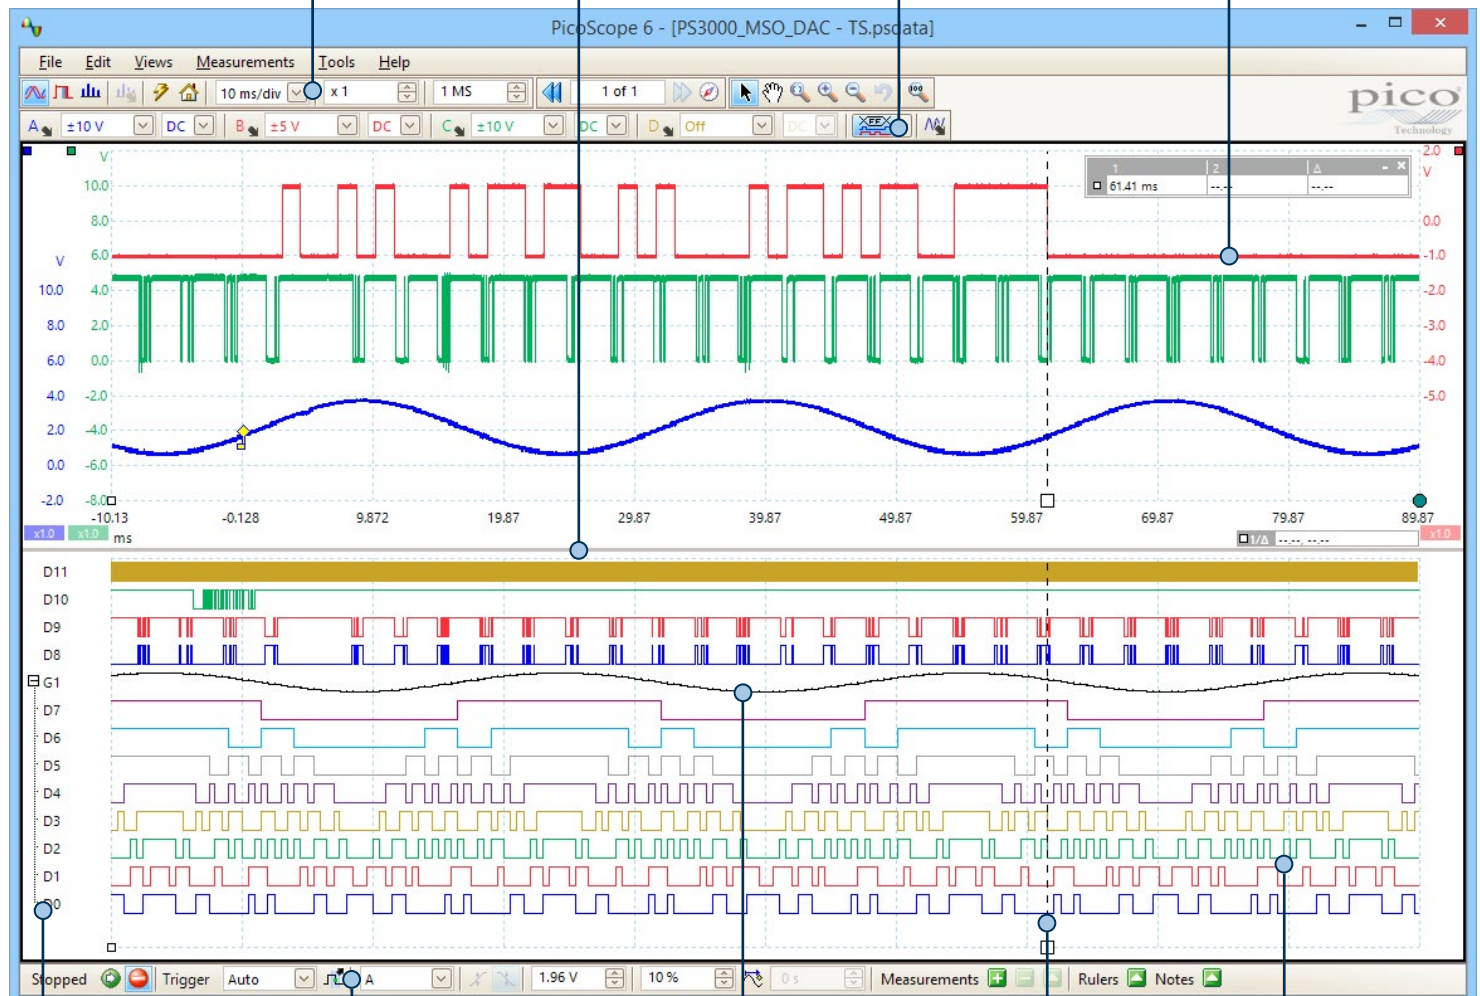 PicoScope 6 - [PS3000_MSO_DAC - TS.psdata]
File Edit Views Measurements Tools Help
10 ms/div x 1 1 MS 1 of 1
pico
Technology
A ±10 V DC B ±5 V DC C ±10 V DC D Off DC
V 2.0
V
1 2 Δ
61.41 ms --.-- --.--
10.0
8.0 0.0
6.0 -1.0
V
10.0 4.0 -2.0
8.0 2.0 -3.0
6.0 0.0 -4.0
4.0 -2.0 -5.0
2.0 -4.0
0.0 -6.0
-2.0 -8.0
-10.13 -0.128 9.872 19.87 29.87 39.87 49.87 59.87 69.87 79.87 89.87
x1.0 x1.0 ms 1/Δ --.--, --.-- x1.0
D11
D10
D9
D8
G1
D7
D6
D5
D4
D3
D2
D1
D0
Stopped Trigger Auto A 1.96 V 10 % 0 s Measurements Rulers Notes